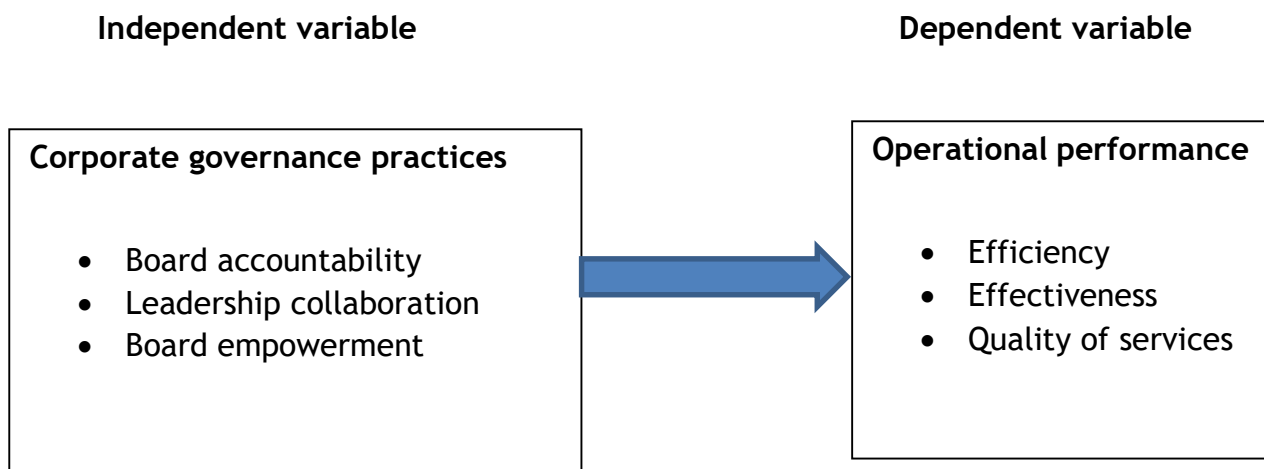 Independent variable
Dependent variable
Corporate governance practices
• Board accountability
• Leadership collaboration
• Board empowerment
Operational performance
• Efficiency
• Effectiveness
• Quality of services